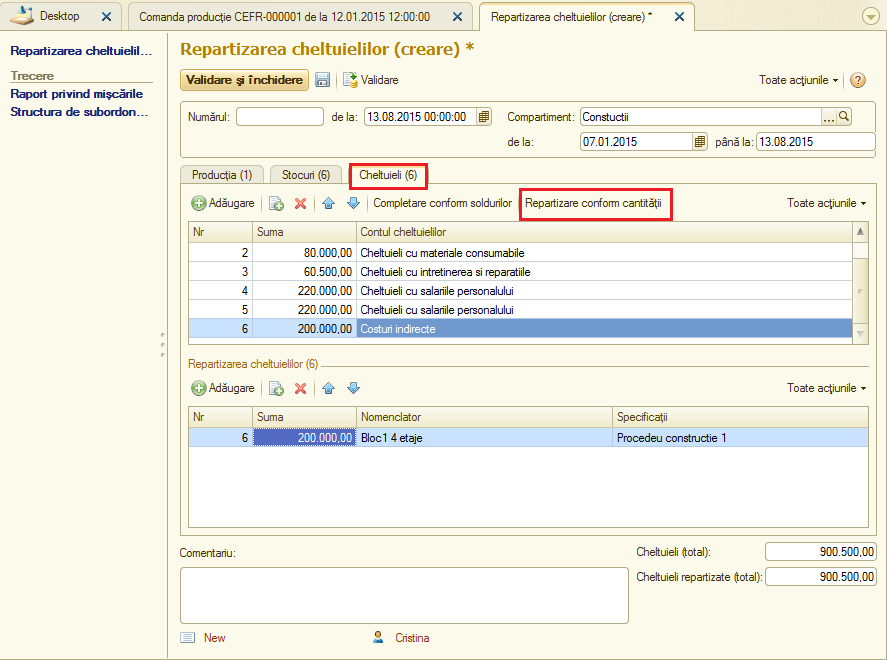 Desktop
Comanda producție CEFR-000001 de la 12.01.2015 12:00:00
Repartizarea cheltuielilor (creare) *
Repartizarea cheltuielil...
Trecere
Raport privind mișcările
Structura de subordon...
Repartizarea cheltuielilor (creare) *
Validare și închidere
Validare
Toate acțiunile
Numărul:
de la:
13.08.2015 00:00:00
Compartiment:
Constuctii
de la:
07.01.2015
până la:
13.08.2015
Producția (1)
Stocuri (6)
Cheltuieli (6)
Adăugare
Completare conform soldurilor
Repartizare conform cantității
Toate acțiunile
Nr Suma Contul cheltuielilor
2 80.000,00 Cheltuieli cu materiale consumabile
3 60.500,00 Cheltuieli cu intretinerea si reparatiile
4 220.000,00 Cheltuieli cu salariile personalului
5 220.000,00 Cheltuieli cu salariile personalului
6 200.000,00 Costuri indirecte
Repartizarea cheltuielilor (6)
Adăugare
Toate acțiunile
Nr Suma Nomenclator Specificații
6 200.000,00 Bloc1 4 etaje Procedeu constructie 1
Comentariu:
Cheltuieli (total): 900.500,00
Cheltuieli repartizate (total): 900.500,00
New
Cristina